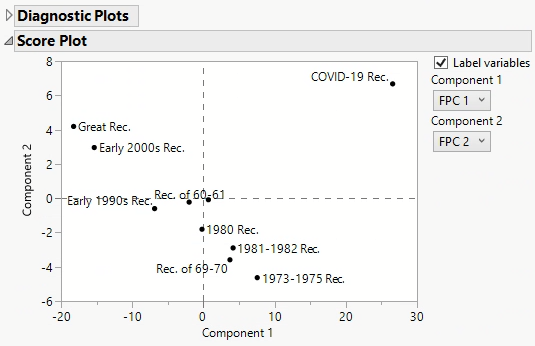 Diagnostic Plots
Score Plot
Label variables
Component 1
FPC 1
Component 2
FPC 2
8
6
4
2
0
-2
-4
-6
Component 2
COVID-19 Rec.
Great Rec.
Early 2000s Rec.
Rec. of 60-61
Early 1990s Rec.
1980 Rec.
1981-1982 Rec.
Rec. of 69-70
1973-1975 Rec.
-20 -10 0 10 20 30
Component 1